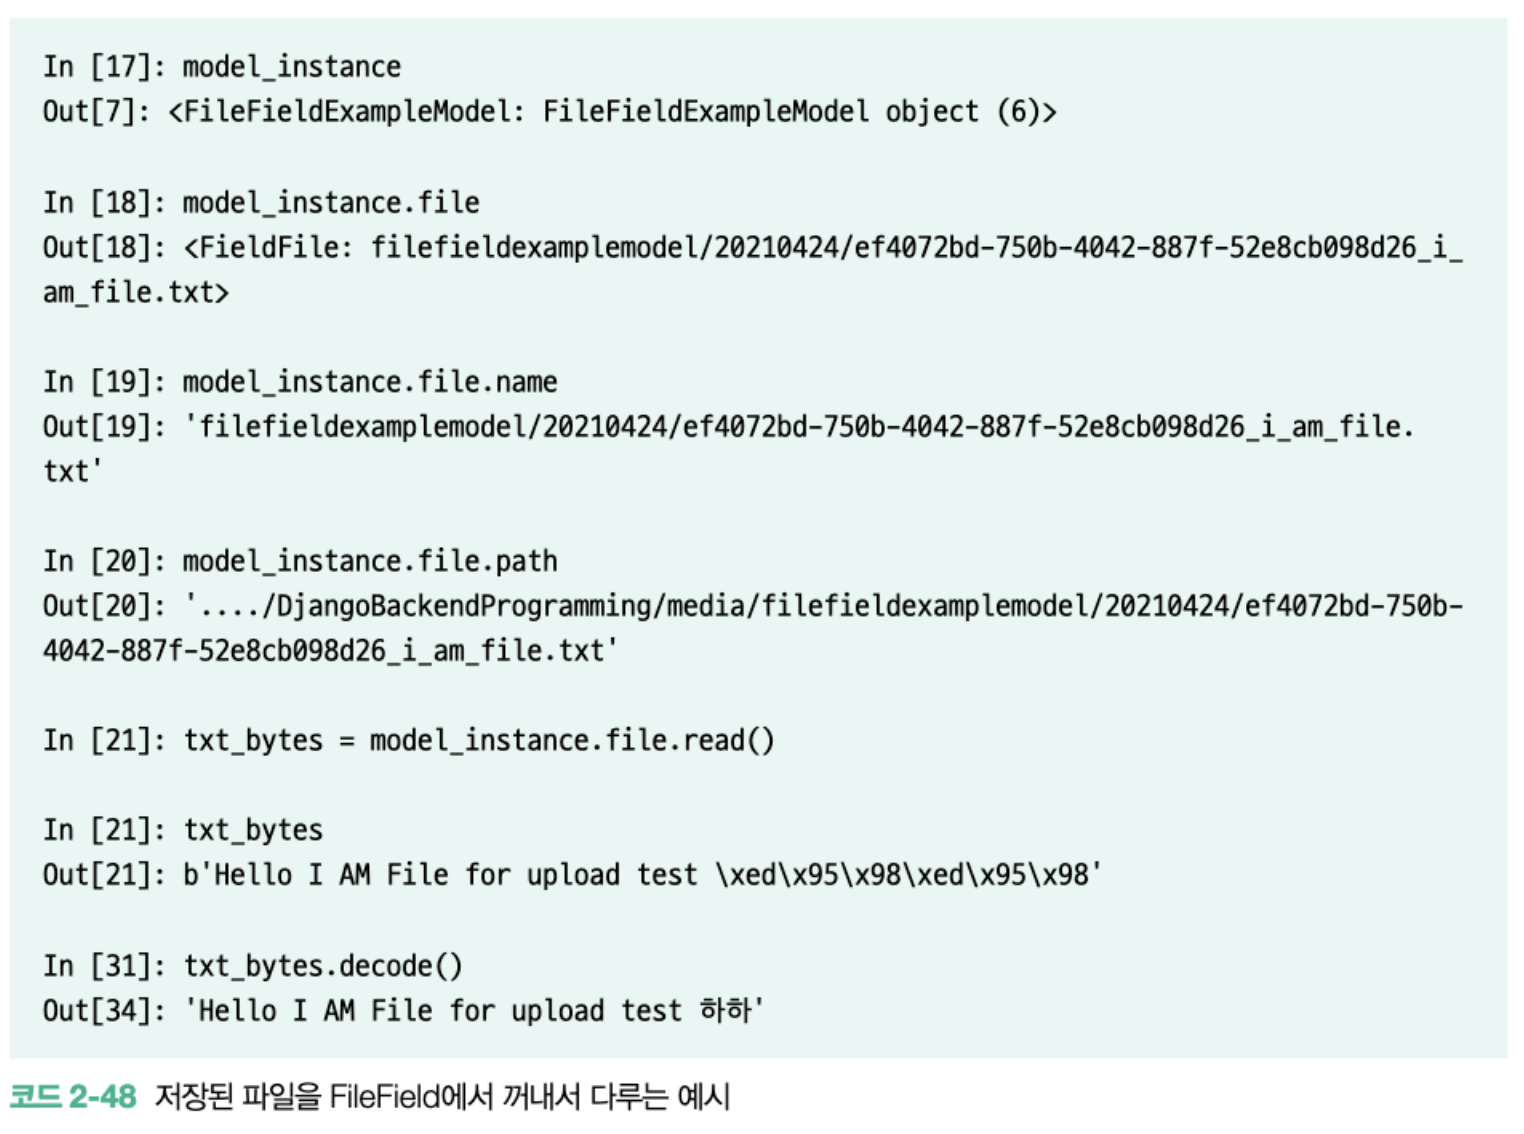 In [17]: model_instance
Out[7]: <FileFieldExampleModel: FileFieldExampleModel object (6)>
In [18]: model_instance.file
Out[18]: <FieldFile: filefieldexamplemodel/20210424/ef4072bd-750b-4042-887f-52e8cb098d26_i_
am_file.txt>
In [19]: model_instance.file.name
Out[19]: 'filefieldexamplemodel/20210424/ef4072bd-750b-4042-887f-52e8cb098d26_i_am_file.
txt'
In [20]: model_instance.file.path
Out[20]: '..../DjangoBackendProgramming/media/filefieldexamplemodel/20210424/ef4072bd-750b-
4042-887f-52e8cb098d26_i_am_file.txt'
In [21]: txt_bytes = model_instance.file.read()
In [21]: txt_bytes
Out[21]: b'Hello I AM File for upload test \xed\x95\x98\xed\x95\x98'
In [31]: txt_bytes.decode()
Out[34]: 'Hello I AM File for upload test 하하'
코드 2-48 저장된 파일을 FileField에서 꺼내서 다루는 예시